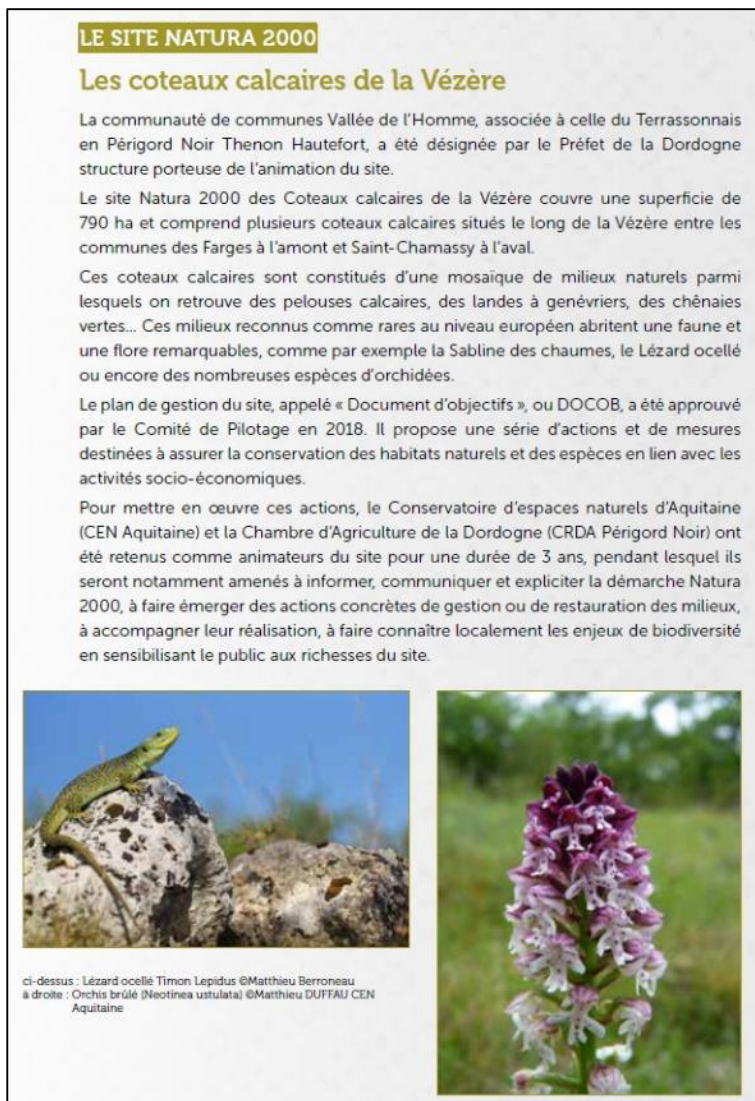 LE SITE NATURA 2000
Les coteaux calcaires de la Vézère
La communauté de communes Vallée de l'Homme, associée à celle du Terrassonnais
en Périgord Noir Thenon Hautefort, a été désignée par le Préfet de la Dordogne
structure porteuse de l'animation du site.
Le site Natura 2000 des Coteaux calcaires de la Vézère couvre une superficie de
790 ha et comprend plusieurs coteaux calcaires situés le long de la Vézère entre les
communes des Farges à l'amont et Saint-Chamassy à l'aval.
Ces coteaux calcaires sont constitués d'une mosaïque de milieux naturels parmi
lesquels on retrouve des pelouses calcaires, des landes à genévriers, des chênaies
vertes... Ces milieux reconnus comme rares au niveau européen abritent une faune et
une flore remarquables, comme par exemple la Sabline des chaumes, le Lézard ocellé
ou encore des nombreuses espèces d'orchidées.
Le plan de gestion du site, appelé « Document d'objectifs », ou DOCOB, a été approuvé
par le Comité de Pilotage en 2018. Il propose une série d'actions et de mesures
destinées à assurer la conservation des habitats naturels et des espèces en lien avec les
activités socio-économiques.
Pour mettre en œuvre ces actions, le Conservatoire d'espaces naturels d'Aquitaine
(CEN Aquitaine) et la Chambre d'Agriculture de la Dordogne (CRDA Périgord Noir) ont
été retenus comme animateurs du site pour une durée de 3 ans, pendant lequel ils
seront notamment amenés à informer, communiquer et expliciter la démarche Natura
2000, à faire émerger des actions concrètes de gestion ou de restauration des milieux,
à accompagner leur réalisation, à faire connaître localement les enjeux de biodiversité
en sensibilisant le public aux richesses du site.
ci-dessus : Lézard ocellé Timon Lepidus ©Matthieu Berroneau
à droite : Orchis brûlé (Neotinea ustulata) ©Matthieu DUFFAU CEN
Aquitaine